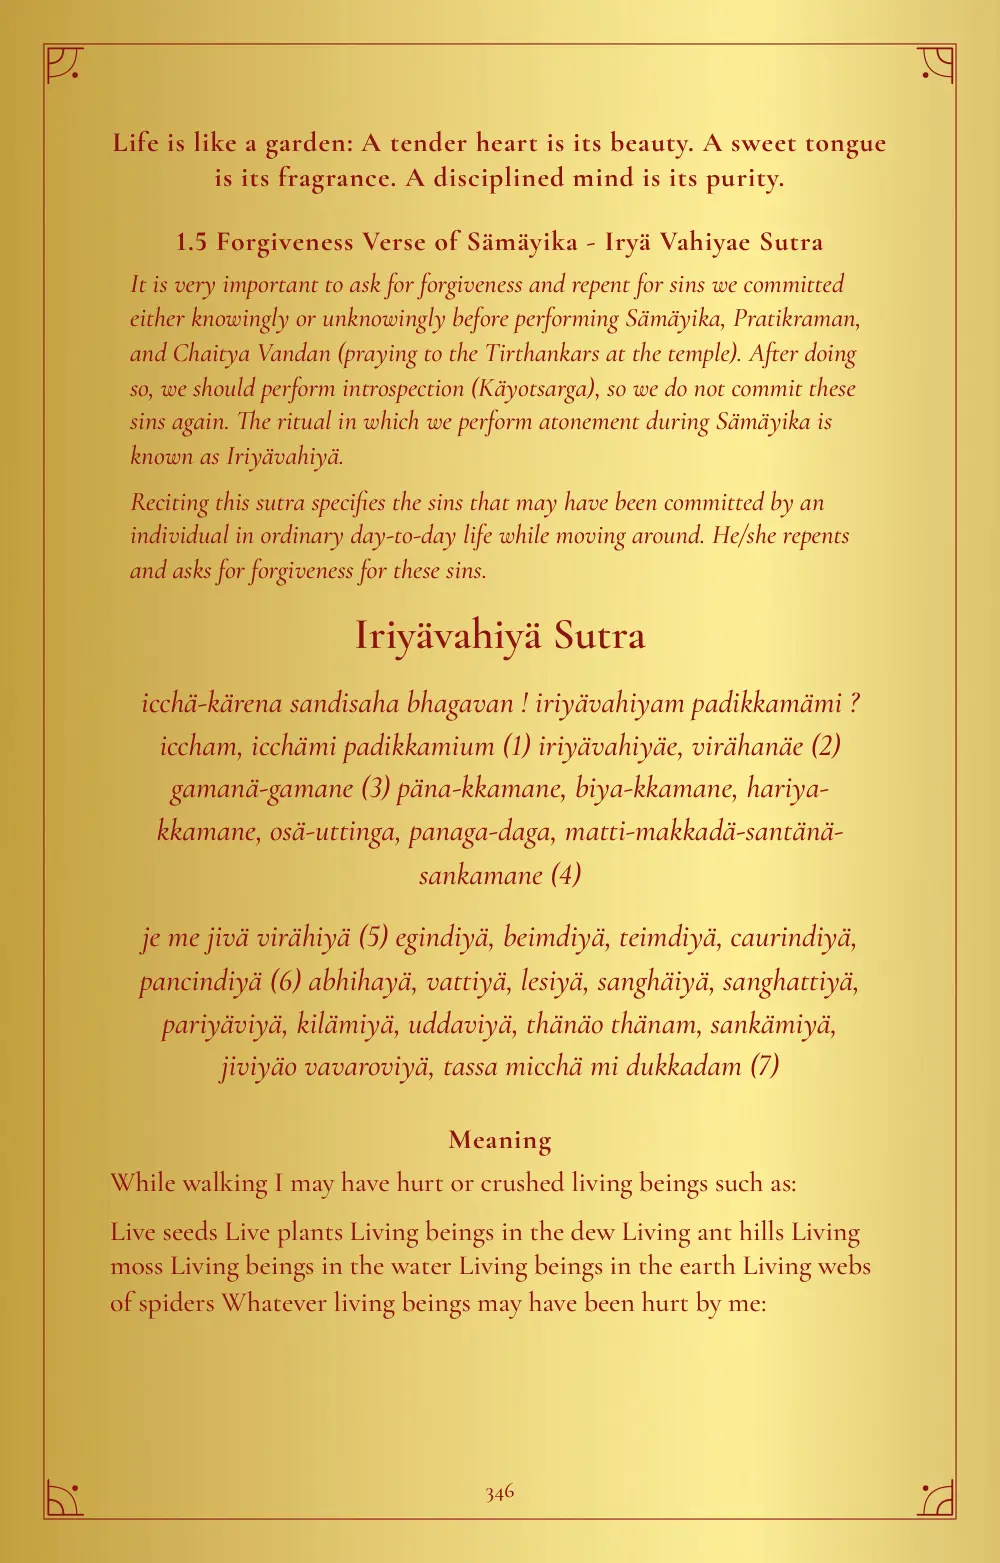 Life is like a garden: A tender heart is its beauty. A sweet tongue
is its fragrance. A disciplined mind is its purity.
1.5 Forgiveness Verse of Sämäyika - Iryä Vahiyae Sutra
It is very important to ask for forgiveness and repent for sins we committed
either knowingly or unknowingly before performing Sämäyika, Pratikraman,
and Chaitya Vandan (praying to the Tirthankars at the temple). After doing
so, we should perform introspection (Käyotsarga), so we do not commit these
sins again. The ritual in which we perform atonement during Sämäyika is
known as Iriyävahiyä.
Reciting this sutra specifies the sins that may have been committed by an
individual in ordinary day-to-day life while moving around. He/she repents
and asks for forgiveness for these sins.
Iriyävahiyä Sutra
icchä-kärena sandisaha bhagavan ! iriyävahiyam padikkamämi ?
iccham, icchämi padikkamium (1) iriyävahiyäe, virähanäe (2)
gamanä-gamane (3) päna-kkamane, biya-kkamane, hariya-
kkamane, osä-uttinga, panaga-daga, matti-makkadä-santänä-
sankamane (4)
je me jivä virähiyä (5) egindiyä, beimdiyä, teimdiyä, caurindiyä,
pancindiyä (6) abhihayä, vattiyä, lesiyä, sanghäiyä, sanghattiyä,
pariyäviyä, kilämiyä, uddaviyä, thänäo thänam, sankämiyä,
jiviyäo vavaroviyä, tassa micchä mi dukkadam (7)
Meaning
While walking I may have hurt or crushed living beings such as:
Live seeds Live plants Living beings in the dew Living ant hills Living
moss Living beings in the water Living beings in the earth Living webs
of spiders Whatever living beings may have been hurt by me:
346